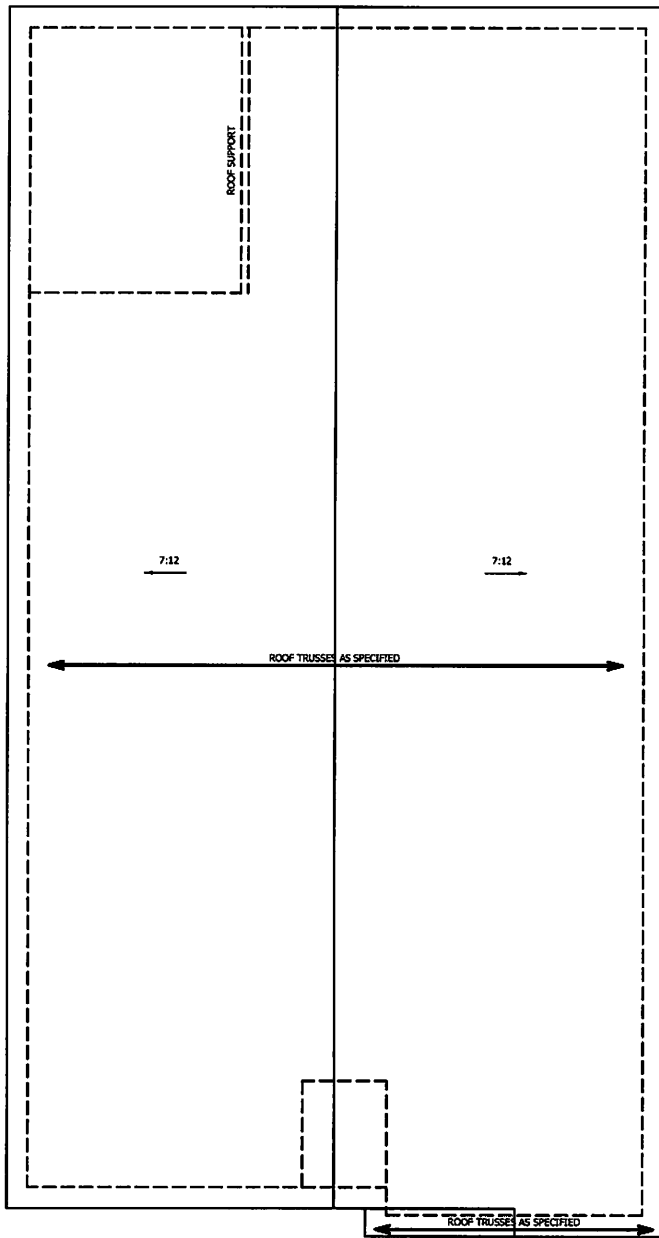 ROOF SUPPORT
7:12
7:12
ROOF TRUSSES AS SPECIFIED
ROOF TRUSSES AS SPECIFIED